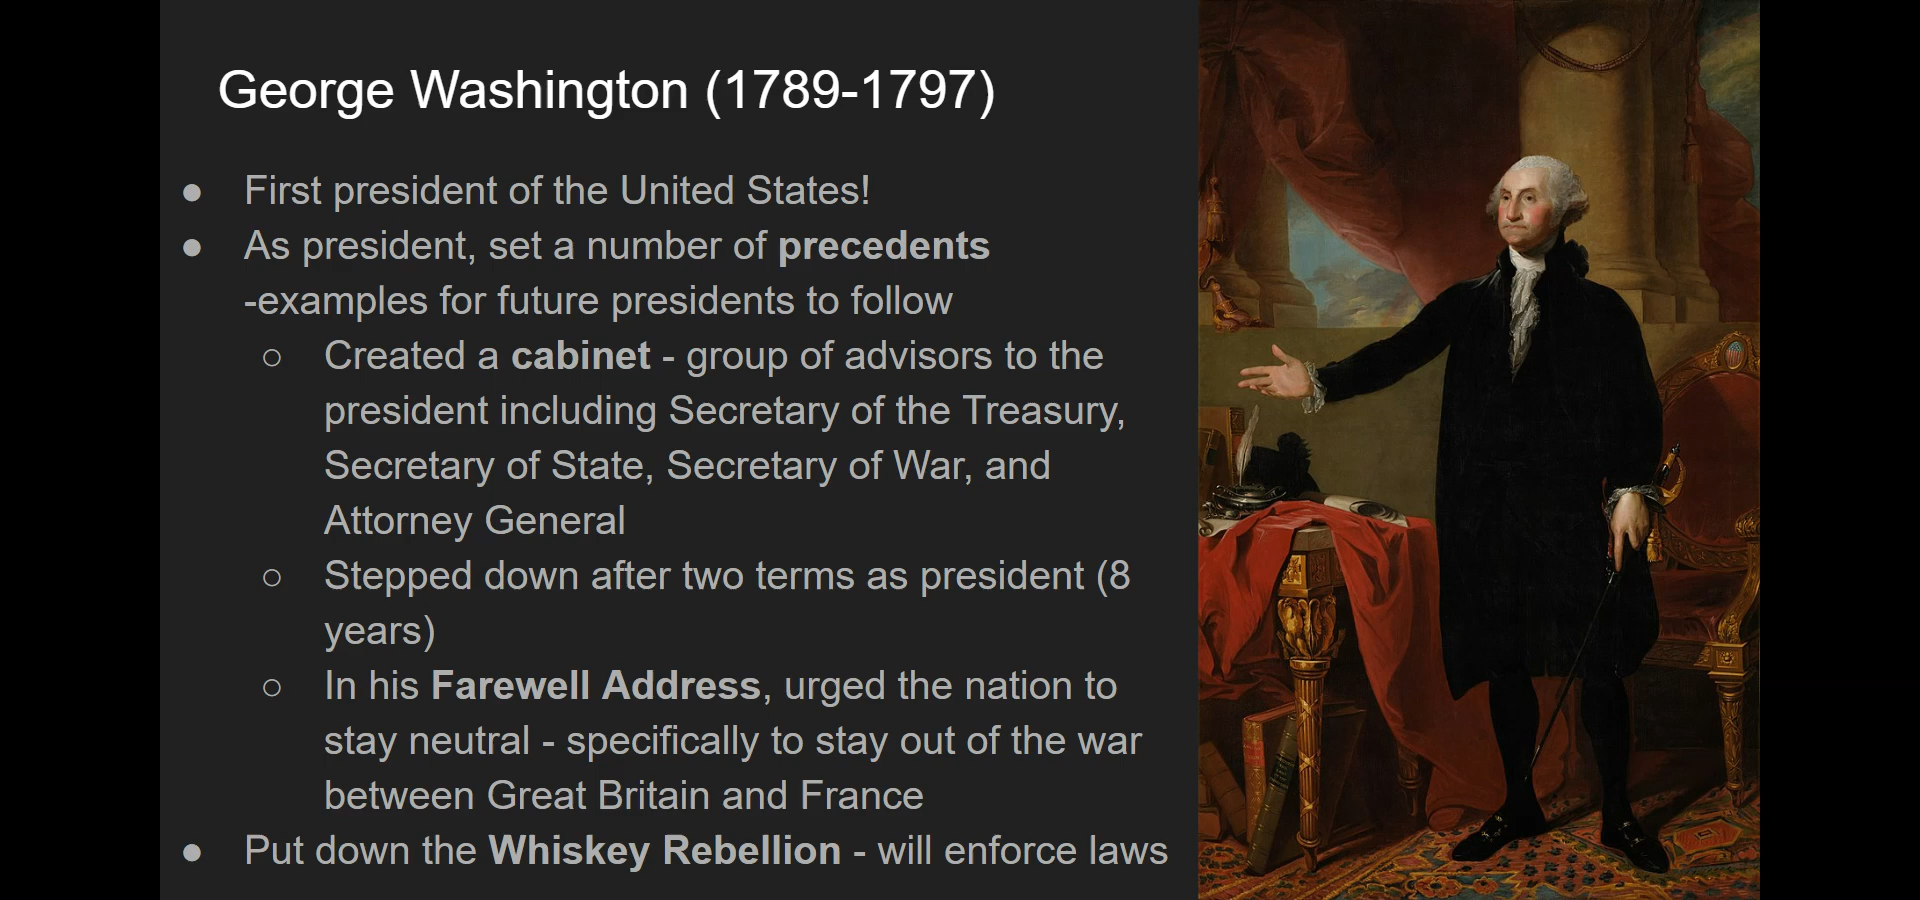 George Washington (1789-1797)
● First president of the United States!
● As president, set a number of precedents
-examples for future presidents to follow
○ Created a cabinet - group of advisors to the
president including Secretary of the Treasury,
Secretary of State, Secretary of War, and
Attorney General
○ Stepped down after two terms as president (8
years)
○ In his Farewell Address, urged the nation to
stay neutral - specifically to stay out of the war
between Great Britain and France
● Put down the Whiskey Rebellion - will enforce laws